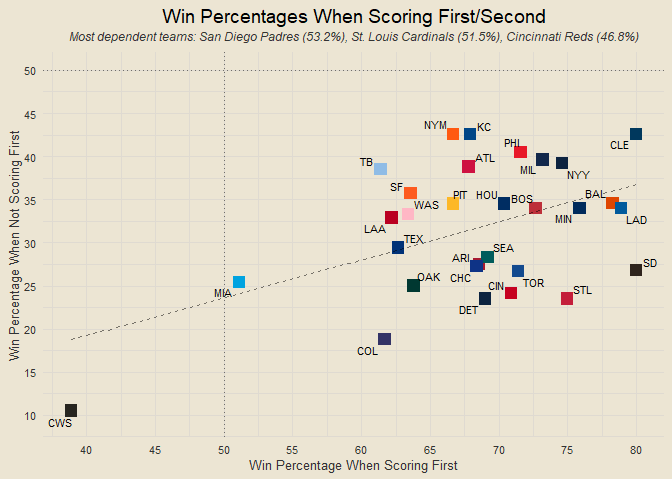 Win Percentages When Scoring First/Second
Most dependent teams: San Diego Padres (53.2%), St. Louis Cardinals (51.5%), Cincinnati Reds (46.8%)
Win Percentage When Not Scoring First
50
45
40
35
30
25
20
15
10
NYM
KC
CLE
PHI
TB
ATL
MIL
NYY
SF
PIT
HOU
BOS
BAL
WAS
LAA
MIN
LAD
TEX
SEA
ARI
SD
CHC
OAK
CIN
TOR
STL
MIA
DET
COL
CWS
40
45
50
55
60
65
70
75
80
Win Percentage When Scoring First